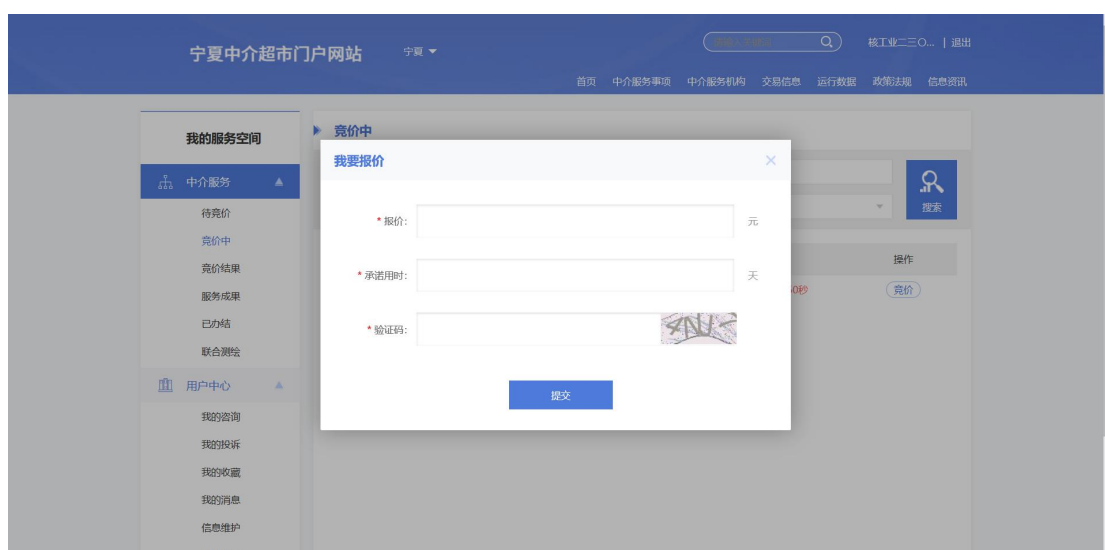 宁夏中介超市门户网站
宁夏
核工业二三O... | 退出
首页 中介服务事项 中介服务机构 交易信息 运行数据 政策法规 信息资讯
我的服务空间
竞价中
我要报价
中介服务
搜索
待竞价
* 报价: 元
竞价中
操作
竞价结果
* 承诺用时: 天
0秒
竞价
服务成果
已办结
* 验证码:
联合测绘
用户中心
提交
我的咨询
我的投诉
我的收藏
我的消息
信息维护